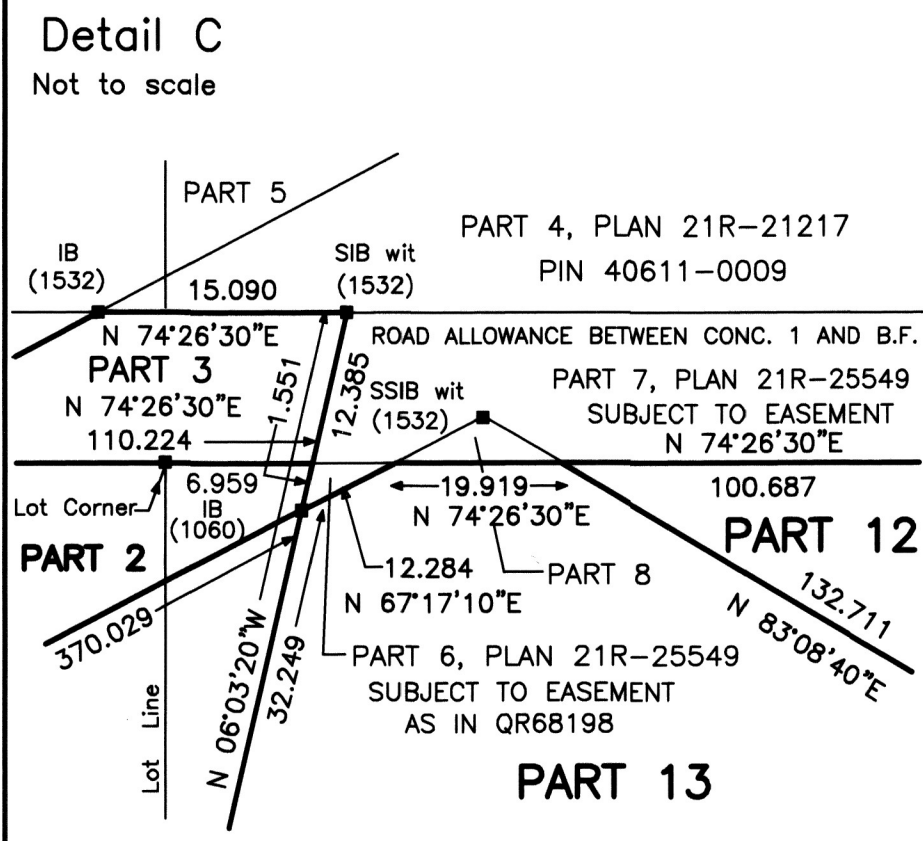 Detail C
Not to scale
PART 5
PART 4, PLAN 21R-21217
PIN 40611-0009
IB
(1532)
15.090
SIB wit
(1532)
N 74°26'30"E
ROAD ALLOWANCE BETWEEN CONC. 1 AND B.F.
PART 3
N 74°26'30"E
110.224
1.551
12.385
SSIB wit
(1532)
PART 7, PLAN 21R-25549
SUBJECT TO EASEMENT
N 74°26'30"E
Lot Corner
6.959
IB
(1060)
19.919
N 74°26'30"E
100.687
PART 2
PART 12
12.284
N 67°17'10"E
PART 8
132.711
N 83°08'40"E
370.029
N 06°03'20"W
32.249
PART 6, PLAN 21R-25549
SUBJECT TO EASEMENT
AS IN QR68198
Lot Line
PART 13